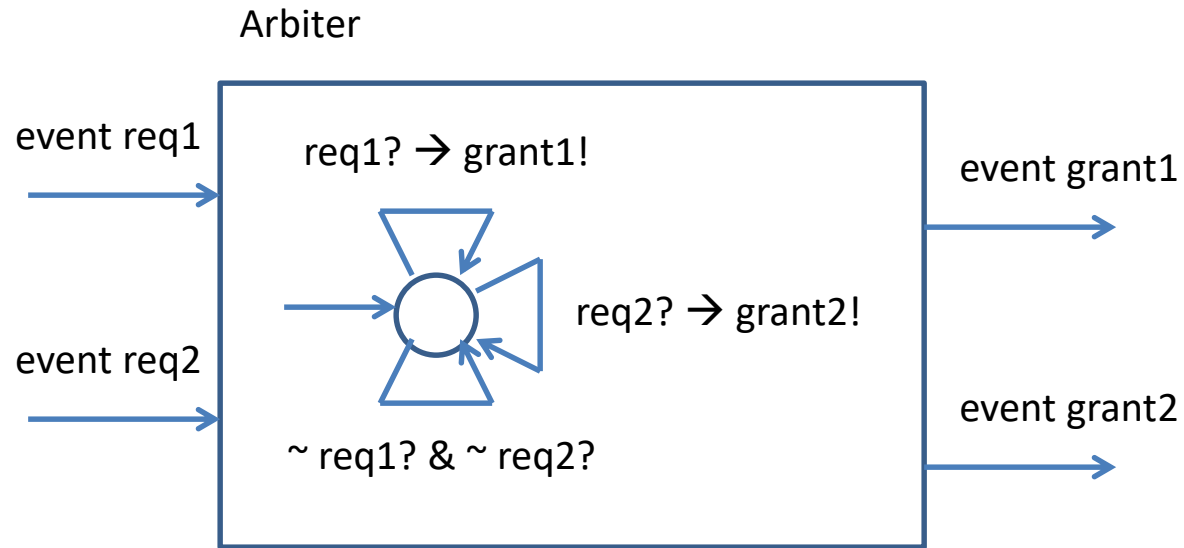 Arbiter
event req1
req1? → grant1!
event grant1
req2? → grant2!
event req2
event grant2
~ req1? & ~ req2?